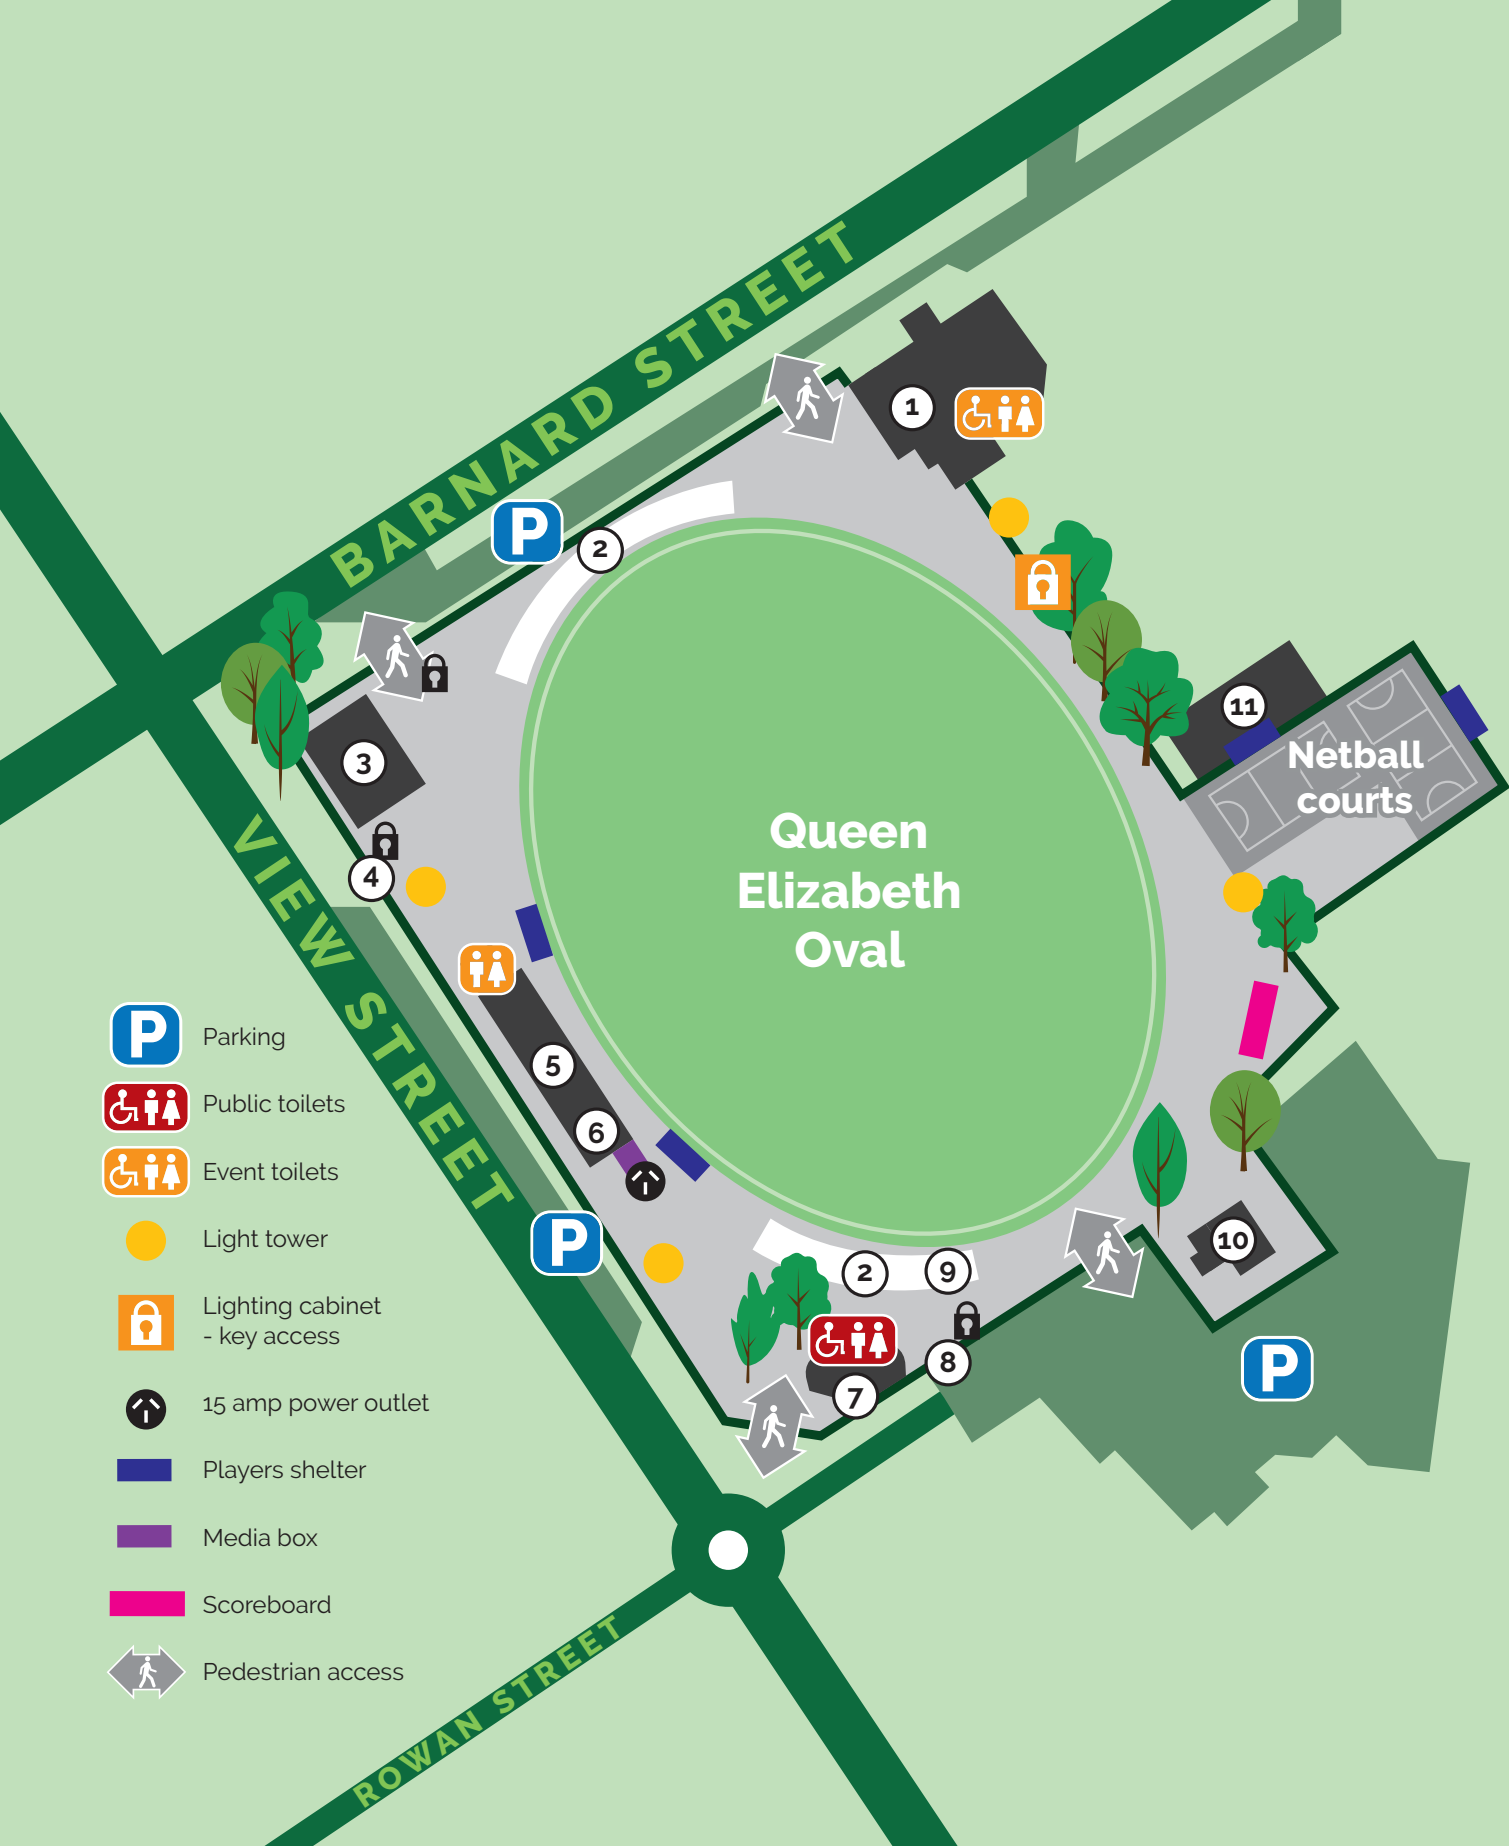 BARNARD STREET
1
P
2
11
Netball
courts
3
4
VIEW STREET
Queen
Elizabeth
Oval
5
6
P
2
9
10
8
7
P
P Parking
Public toilets
Event toilets
Light tower
Lighting cabinet
- key access
15 amp power outlet
Players shelter
Media box
Scoreboard
Pedestrian access
ROWAN STREET